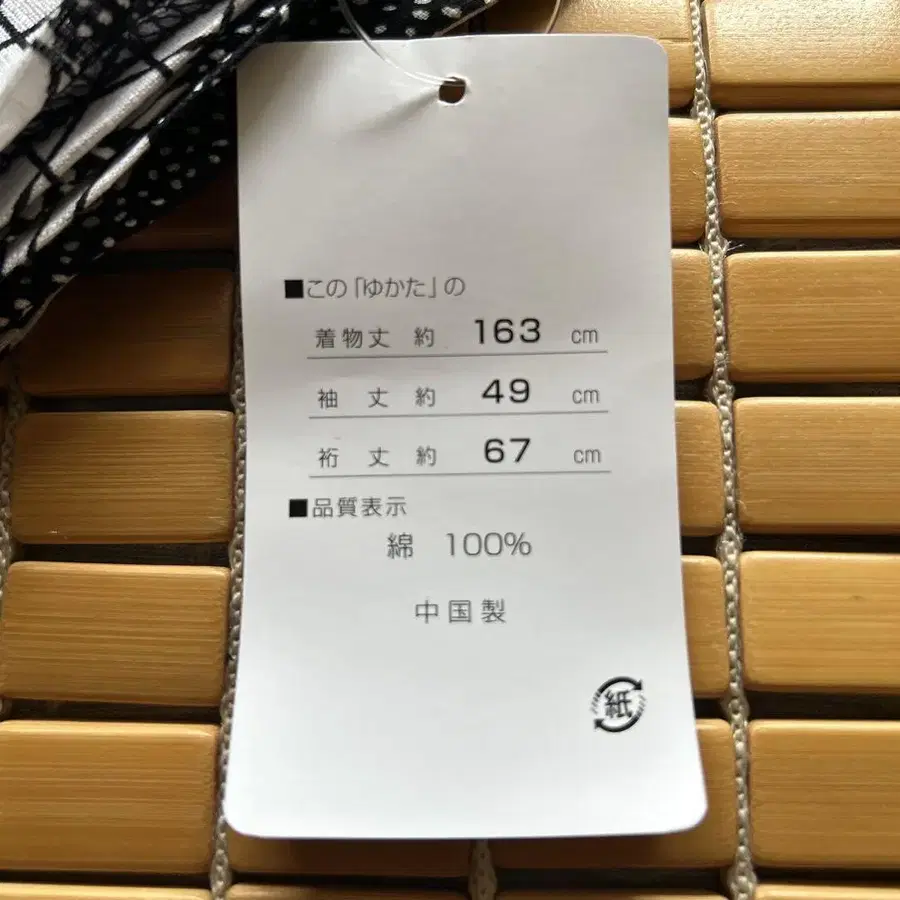 ■この「ゆかた」の
着物丈 約 163 cm
袖丈 約 49 cm
裄丈 約 67 cm
■品質表示
綿 100%
中国製
紙